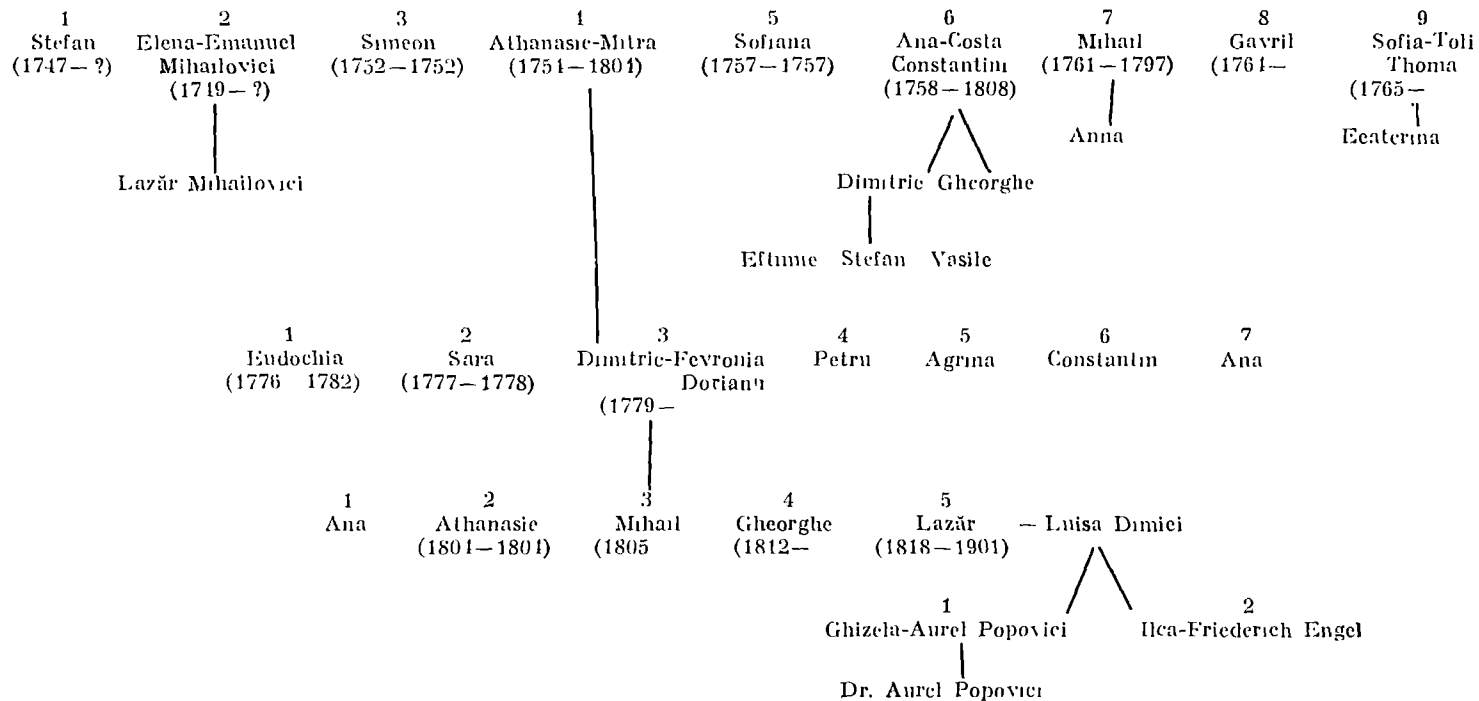 1 2 3 4 5 6 7 8 9
Stefan Elena-Emanuel Simeon Athanasie-Mitra Sofiana Ana-Costa Mihail Gavril Sofia-Toli
(1747—?) Mihailovici (1752—1752) (1754—1804) (1757—1757) Constantini (1761—1797) (1764— Thoma
(1749—?) (1758—1808) (1765—
Anna Ecaterina
Lazăr Mihailovici Dimitrie Gheorghe
Eftimie Stefan Vasile
1 2 3 4 5 6 7
Eudochia Sara Dimitrie-Fevronia Petru Agrina Constantin Ana
(1776 1782) (1777—1778) Dorianu
(1779—
1 2 3 4 5
Ana Athanasie Mihail Gheorghe Lazăr — Luisa Dimici
(1804—1804) (1805 (1812— (1818—1901)
1 2
Ghizela-Aurel Popovici Ilca-Friederich Engel
Dr. Aurel Popovici